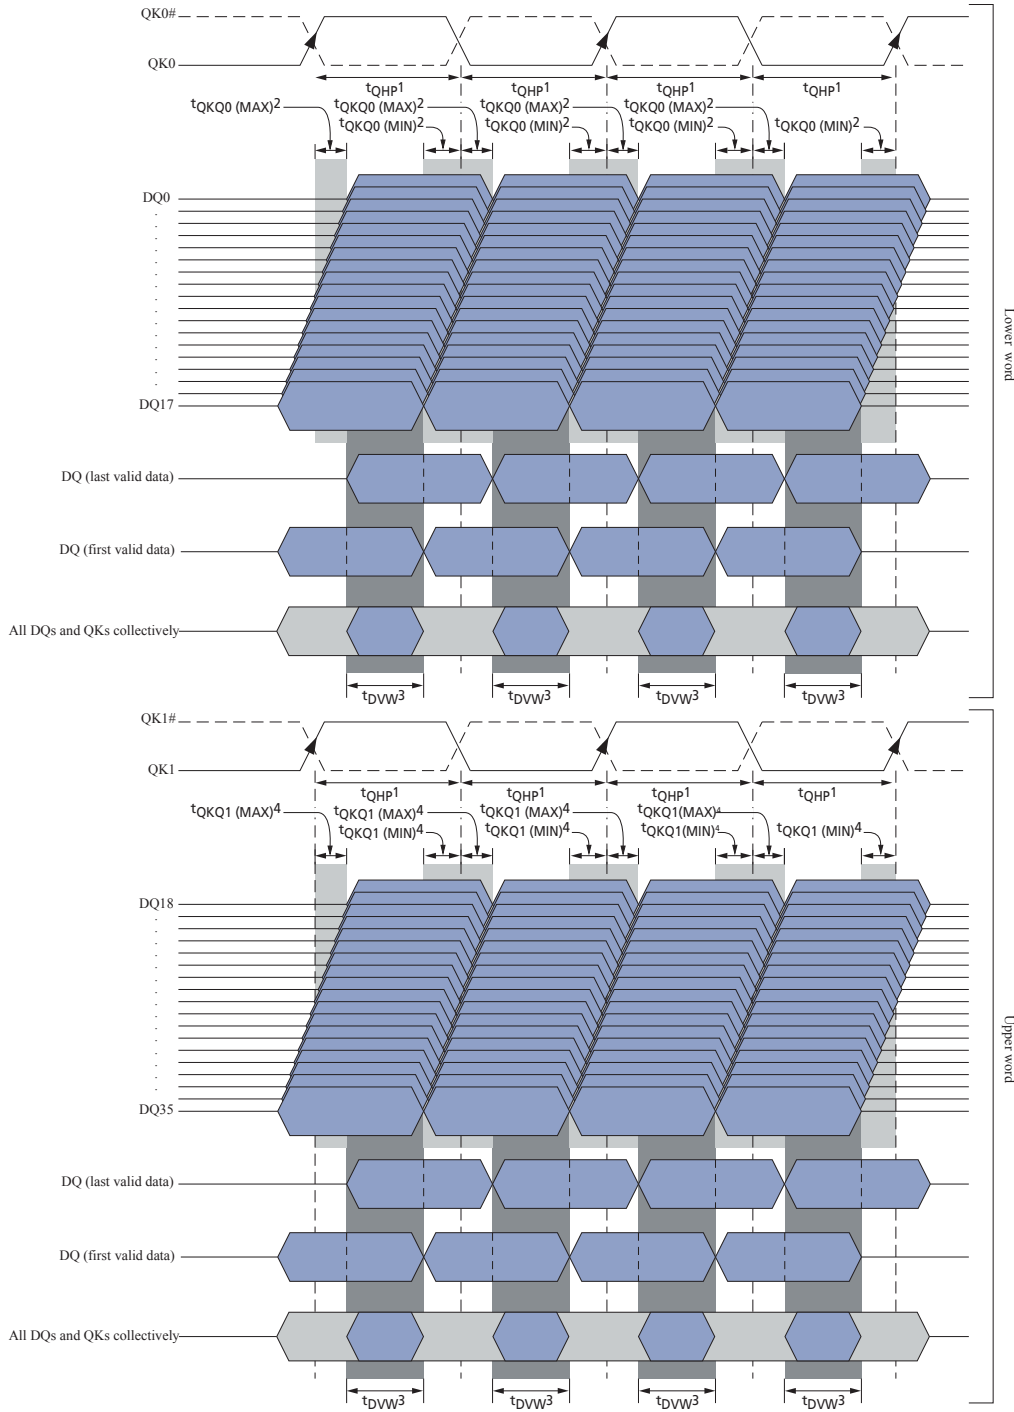 QK0#
QK0
tQHP1 tQHP1 tQHP1 tQHP1
tQKQ0 (MAX)2 tQKQ0 (MAX)2 tQKQ0 (MAX)2 tQKQ0 (MAX)2
tQKQ0 (MIN)2 tQKQ0 (MIN)2 tQKQ0 (MIN)2 tQKQ0 (MIN)2
DQ0
DQ17
Lower word
DQ (last valid data)
DQ (first valid data)
All DQs and QKs collectively
tDVW3 tDVW3 tDVW3 tDVW3
QK1#
QK1
tQHP1 tQHP1 tQHP1 tQHP1
tQKQ1 (MAX)4 tQKQ1 (MAX)4 tQKQ1 (MAX)4 tQKQ1(MAX)4
tQKQ1 (MIN)4 tQKQ1 (MIN)4 tQKQ1(MIN)4 tQKQ1 (MIN)4
DQ18
DQ35
Upper word
DQ (last valid data)
DQ (first valid data)
All DQs and QKs collectively
tDVW3 tDVW3 tDVW3 tDVW3